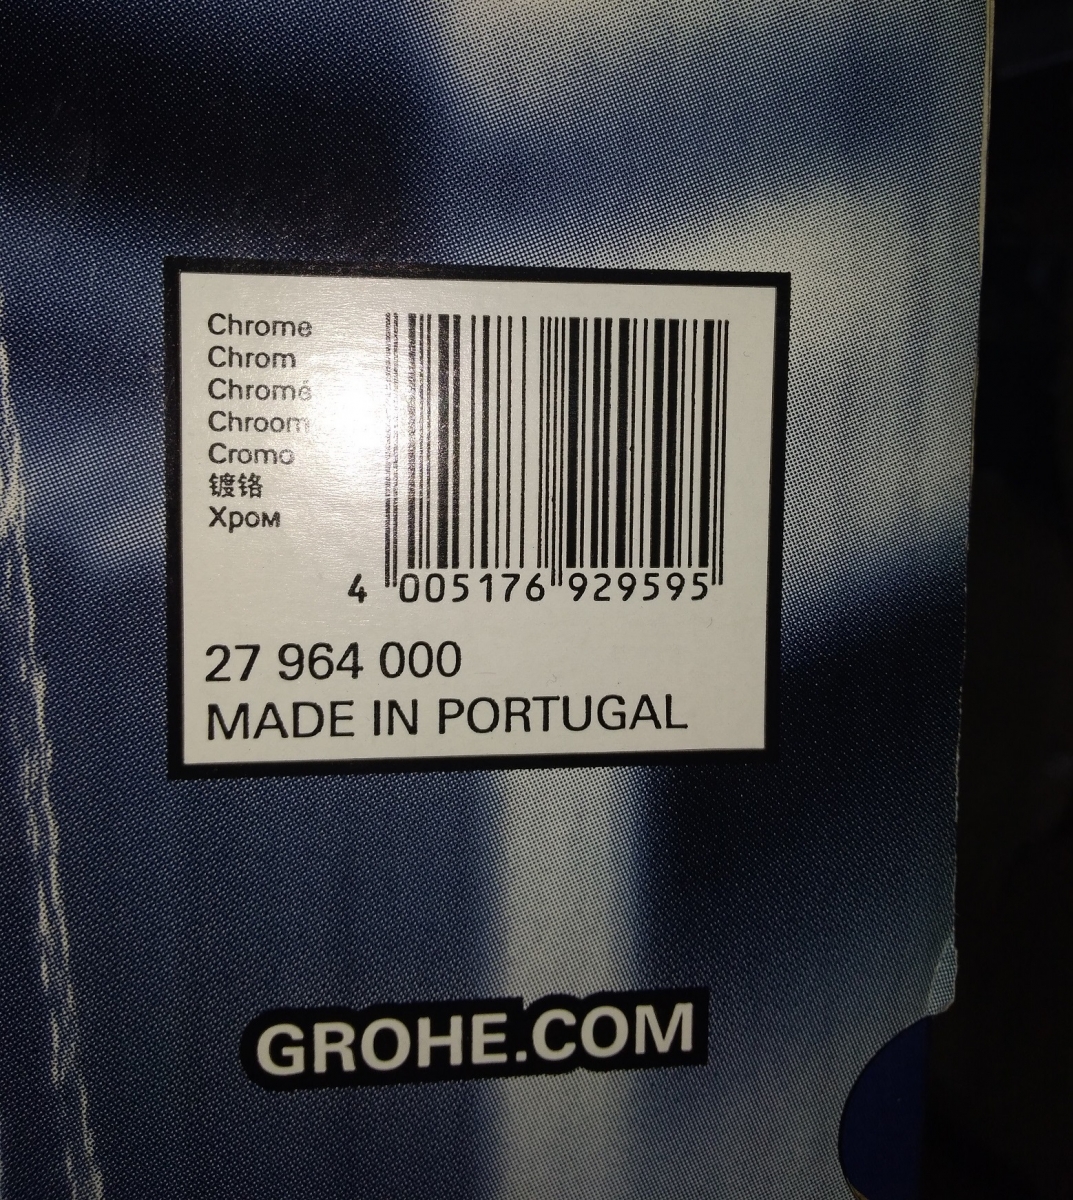 Chrome
Chrom
Chromé
Chroom
Cromo
镀铬
Хром
4 005176 929595
27 964 000
MADE IN PORTUGAL
GROHE.COM